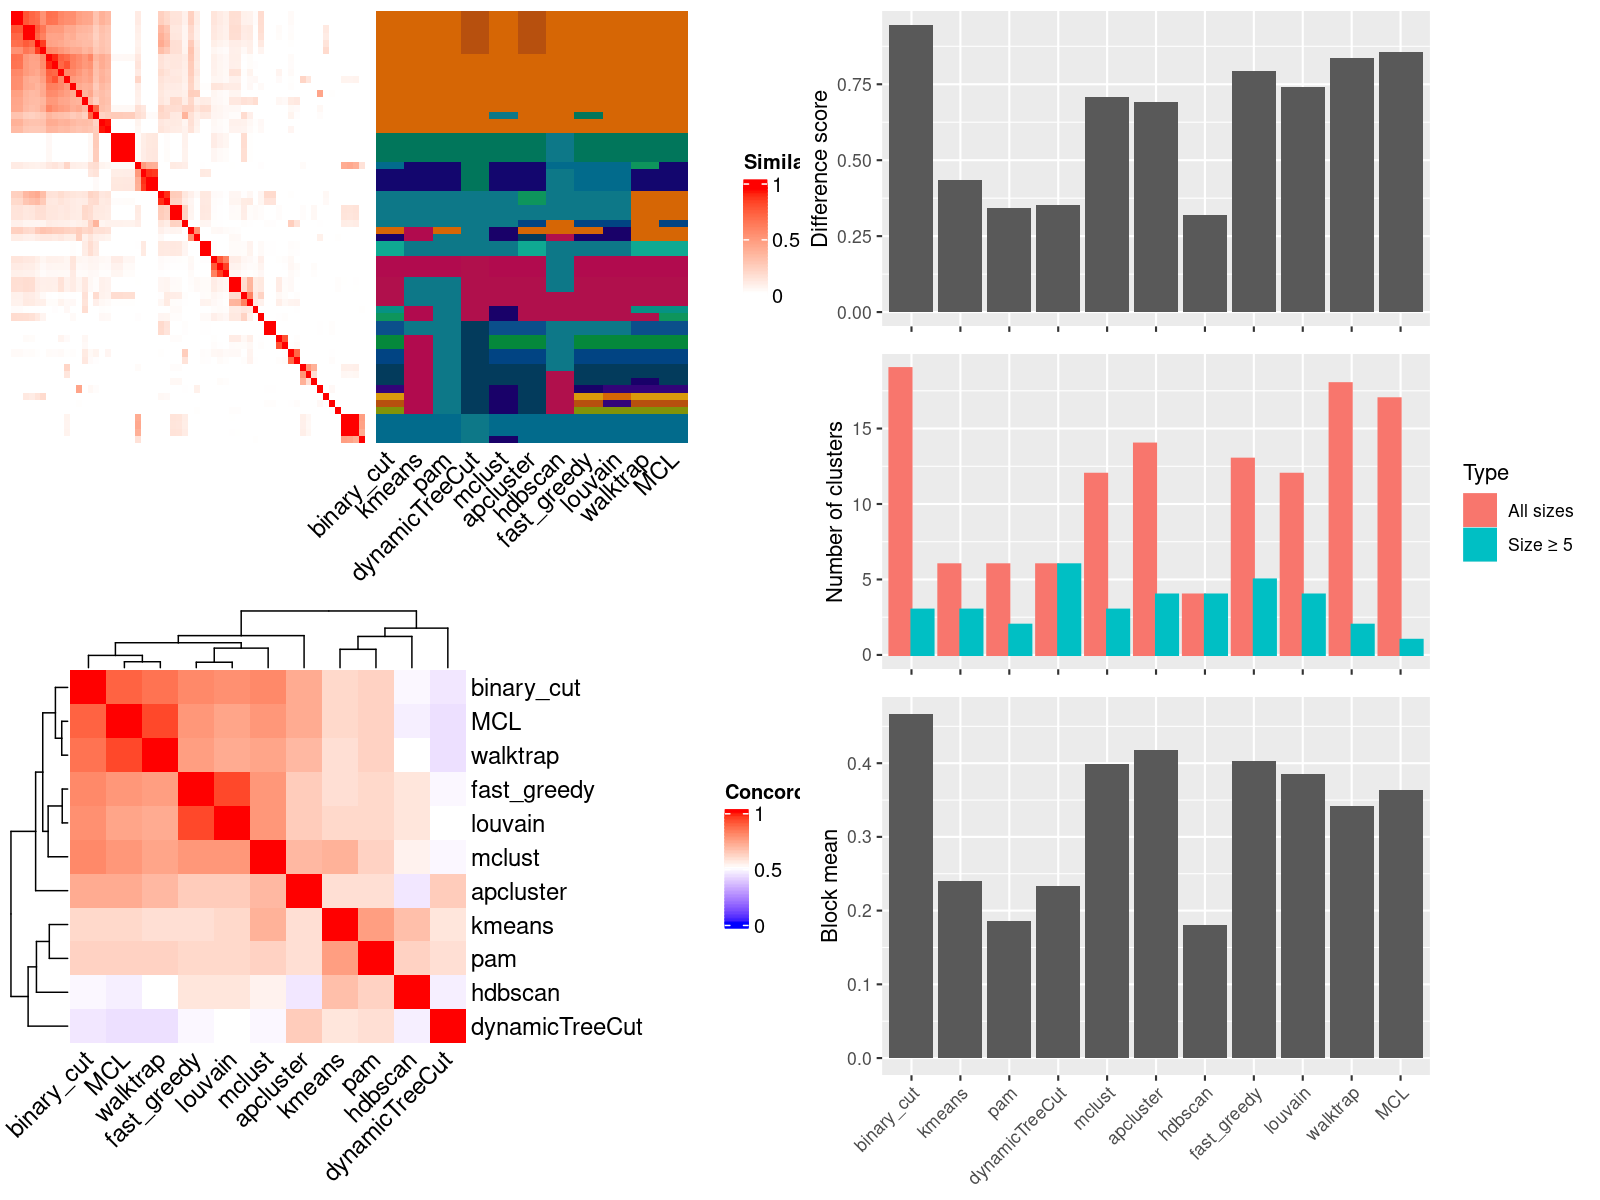 Simila
1
0.5
0
binary_cut
kmeans
pam
dynamicTreeCut
mclust
apcluster
hdbscan
fast_greedy
louvain
walktrap
MCL
binary_cut
MCL
walktrap
fast_greedy
louvain
mclust
apcluster
kmeans
pam
hdbscan
dynamicTreeCut
Concord
1
0.5
0
binary_cut
MCL
walktrap
fast_greedy
louvain
mclust
apcluster
kmeans
pam
hdbscan
dynamicTreeCut
Difference score
0.75
0.50
0.25
0.00
Number of clusters
15
10
5
0
Type
All sizes
Size ≥ 5
Block mean
0.4
0.3
0.2
0.1
0.0
binary_cut
kmeans
pam
dynamicTreeCut
mclust
apcluster
hdbscan
fast_greedy
louvain
walktrap
MCL